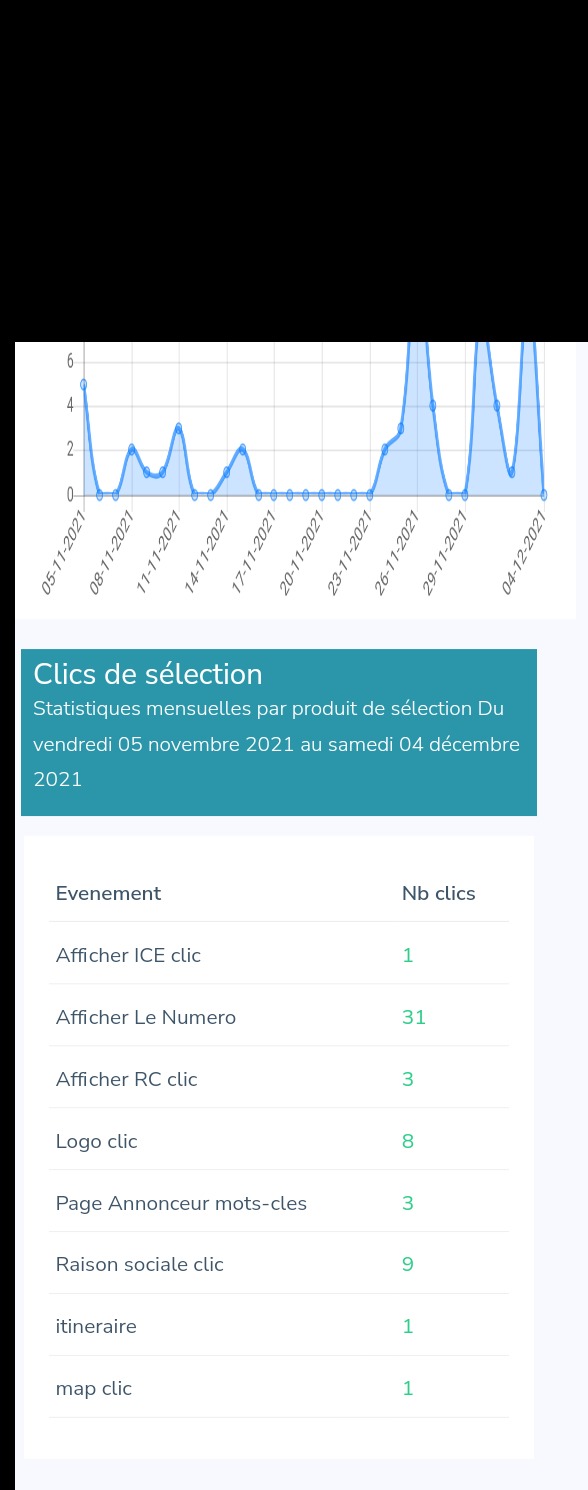 6
4
2
0
05-11-2021
08-11-2021
11-11-2021
14-11-2021
17-11-2021
20-11-2021
23-11-2021
26-11-2021
29-11-2021
04-12-2021
Clics de sélection
Statistiques mensuelles par produit de sélection Du
vendredi 05 novembre 2021 au samedi 04 décembre
2021
Evenement Nb clics
Afficher ICE clic 1
Afficher Le Numero 31
Afficher RC clic 3
Logo clic 8
Page Annonceur mots-cles 3
Raison sociale clic 9
itineraire 1
map clic 1